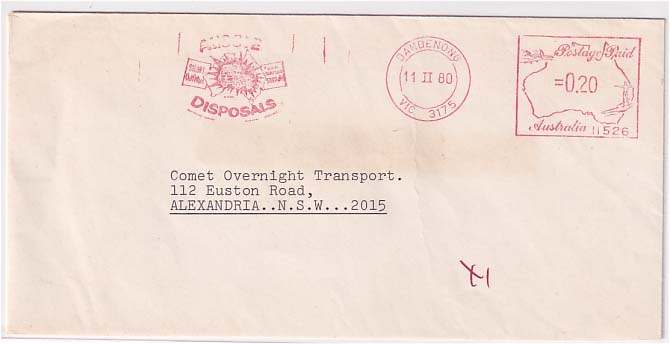 DISPOSALS
DANDENONG
11 II 80
VIC 3175
Postage Paid
=0.20
Australia 11526
Comet Overnight Transport.
112 Euston Road,
ALEXANDRIA..N.S.W...2015